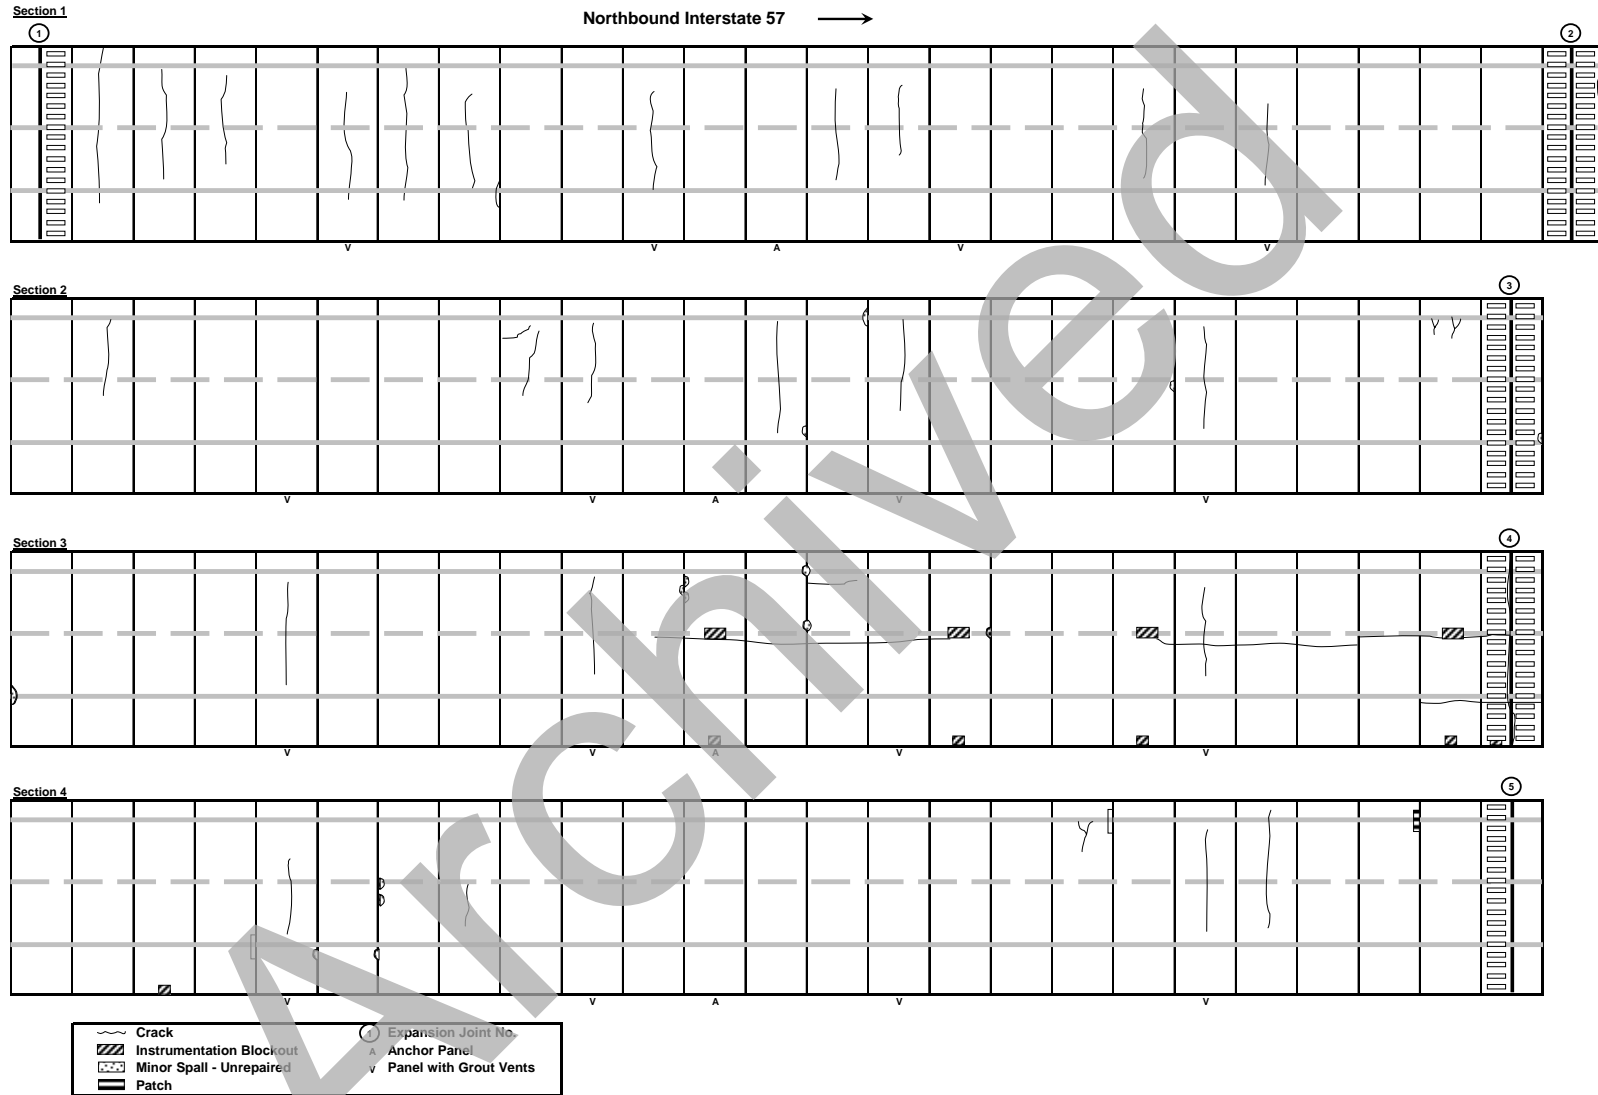 Section 1
Northbound Interstate 57
1
2
V V A V V
Section 2
3
V V A V V
Section 3
4
V V A V V
Section 4
5
V V A V V
Crack
1 Expansion Joint No.
Instrumentation Blockout
A Anchor Panel
Minor Spall - Unrepaired
V Panel with Grout Vents
Patch
Archived